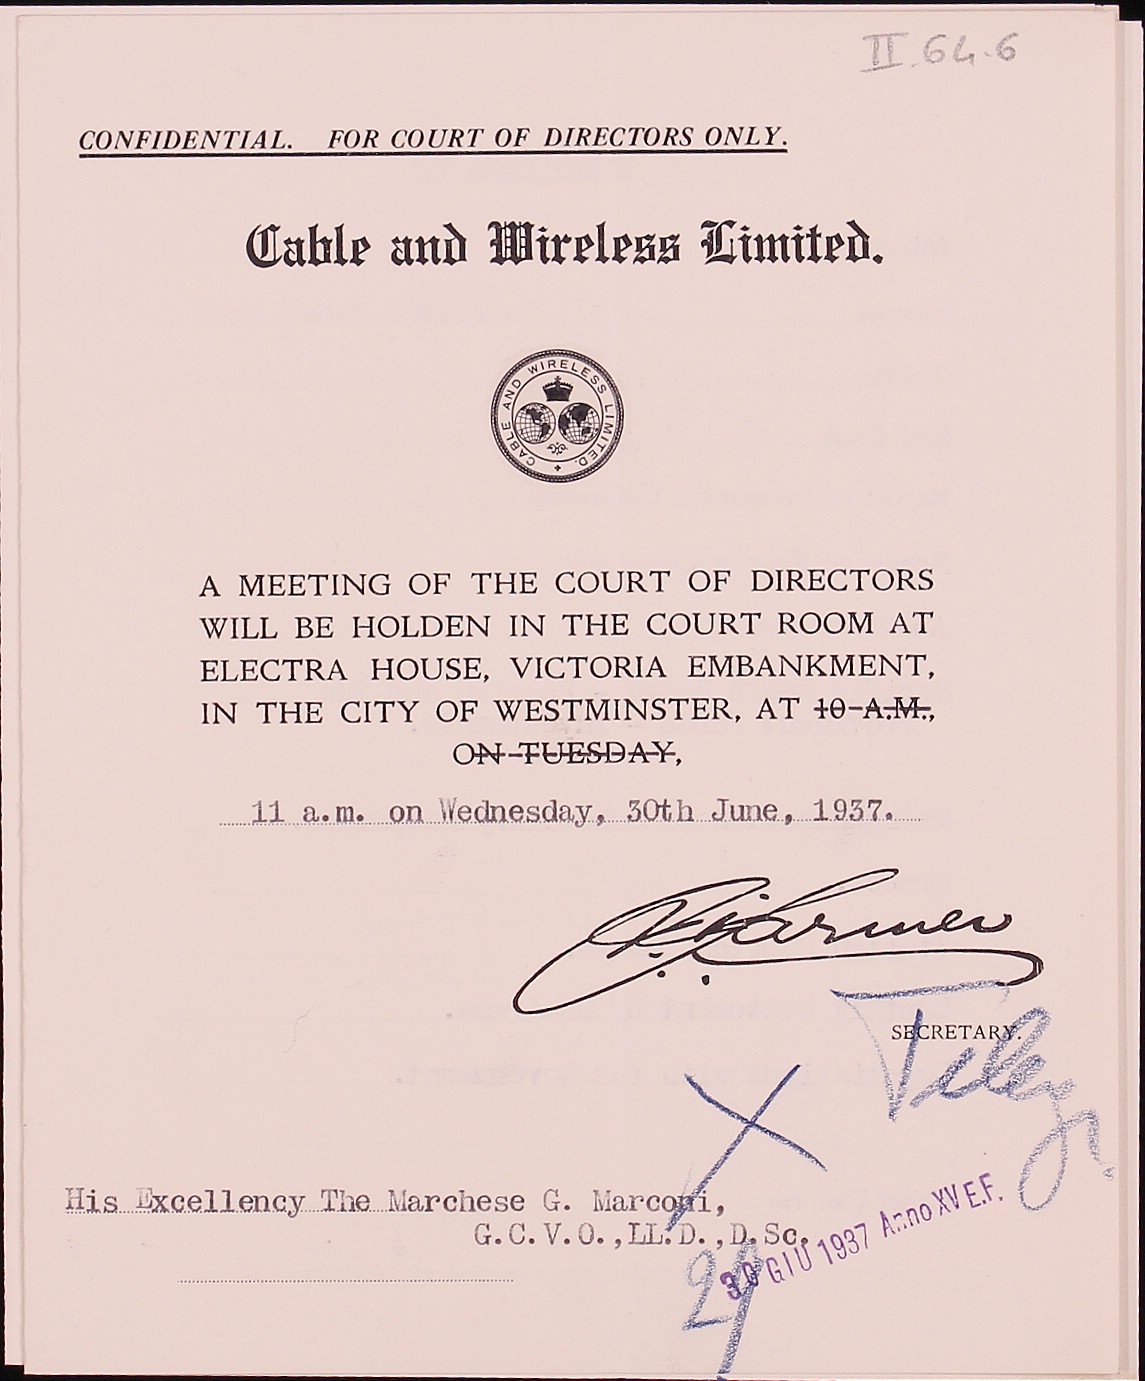 II.64.6
CONFIDENTIAL. FOR COURT OF DIRECTORS ONLY.
Cable and Wireless Limited.
CABLE AND WIRELESS LIMITED.
A MEETING OF THE COURT OF DIRECTORS
WILL BE HOLDEN IN THE COURT ROOM AT
ELECTRA HOUSE, VICTORIA EMBANKMENT,
IN THE CITY OF WESTMINSTER, AT 10 A.M.,
ON TUESDAY,
11 a.m. on Wednesday, 30th June, 1937.
SECRETARY.
His Excellency The Marchese G. Marconi,
G.C.V.O.,LL.D.,D.Sc.
30 GIU 1937 Anno XV E.F.